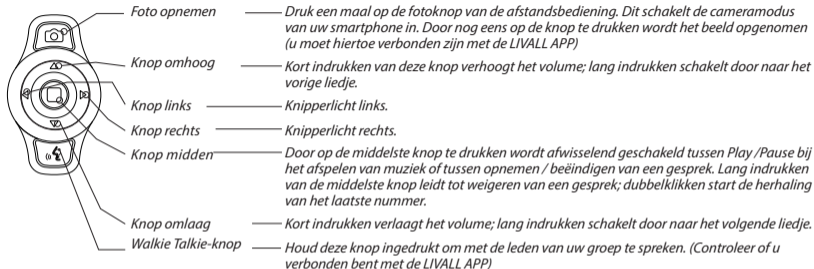 Foto opnemen Druk een maal op de fotoknop van de afstandsbediening. Dit schakelt de cameramodus
van uw smartphone in. Door nog eens op de knop te drukken wordt het beeld opgenomen
(u moet hiertoe verbonden zijn met de LIVALL APP)
Knop omhoog Kort indrukken van deze knop verhoogt het volume; lang indrukken schakelt door naar het
vorige liedje.
Knop links Knipperlicht links.
Knop rechts Knipperlicht rechts.
Knop midden Door op de middelste knop te drukken wordt afwisselend geschakeld tussen Play /Pause bij
het afspelen van muziek of tussen opnemen / beëindigen van een gesprek. Lang indrukken
van de middelste knop leidt tot weigeren van een gesprek; dubbelklikken start de herhaling
van het laatste nummer.
Knop omlaag Kort indrukken verlaagt het volume; lang indrukken schakelt door naar het volgende liedje.
Walkie Talkie-knop Houd deze knop ingedrukt om met de leden van uw groep te spreken. (Controleer of u
verbonden bent met de LIVALL APP)